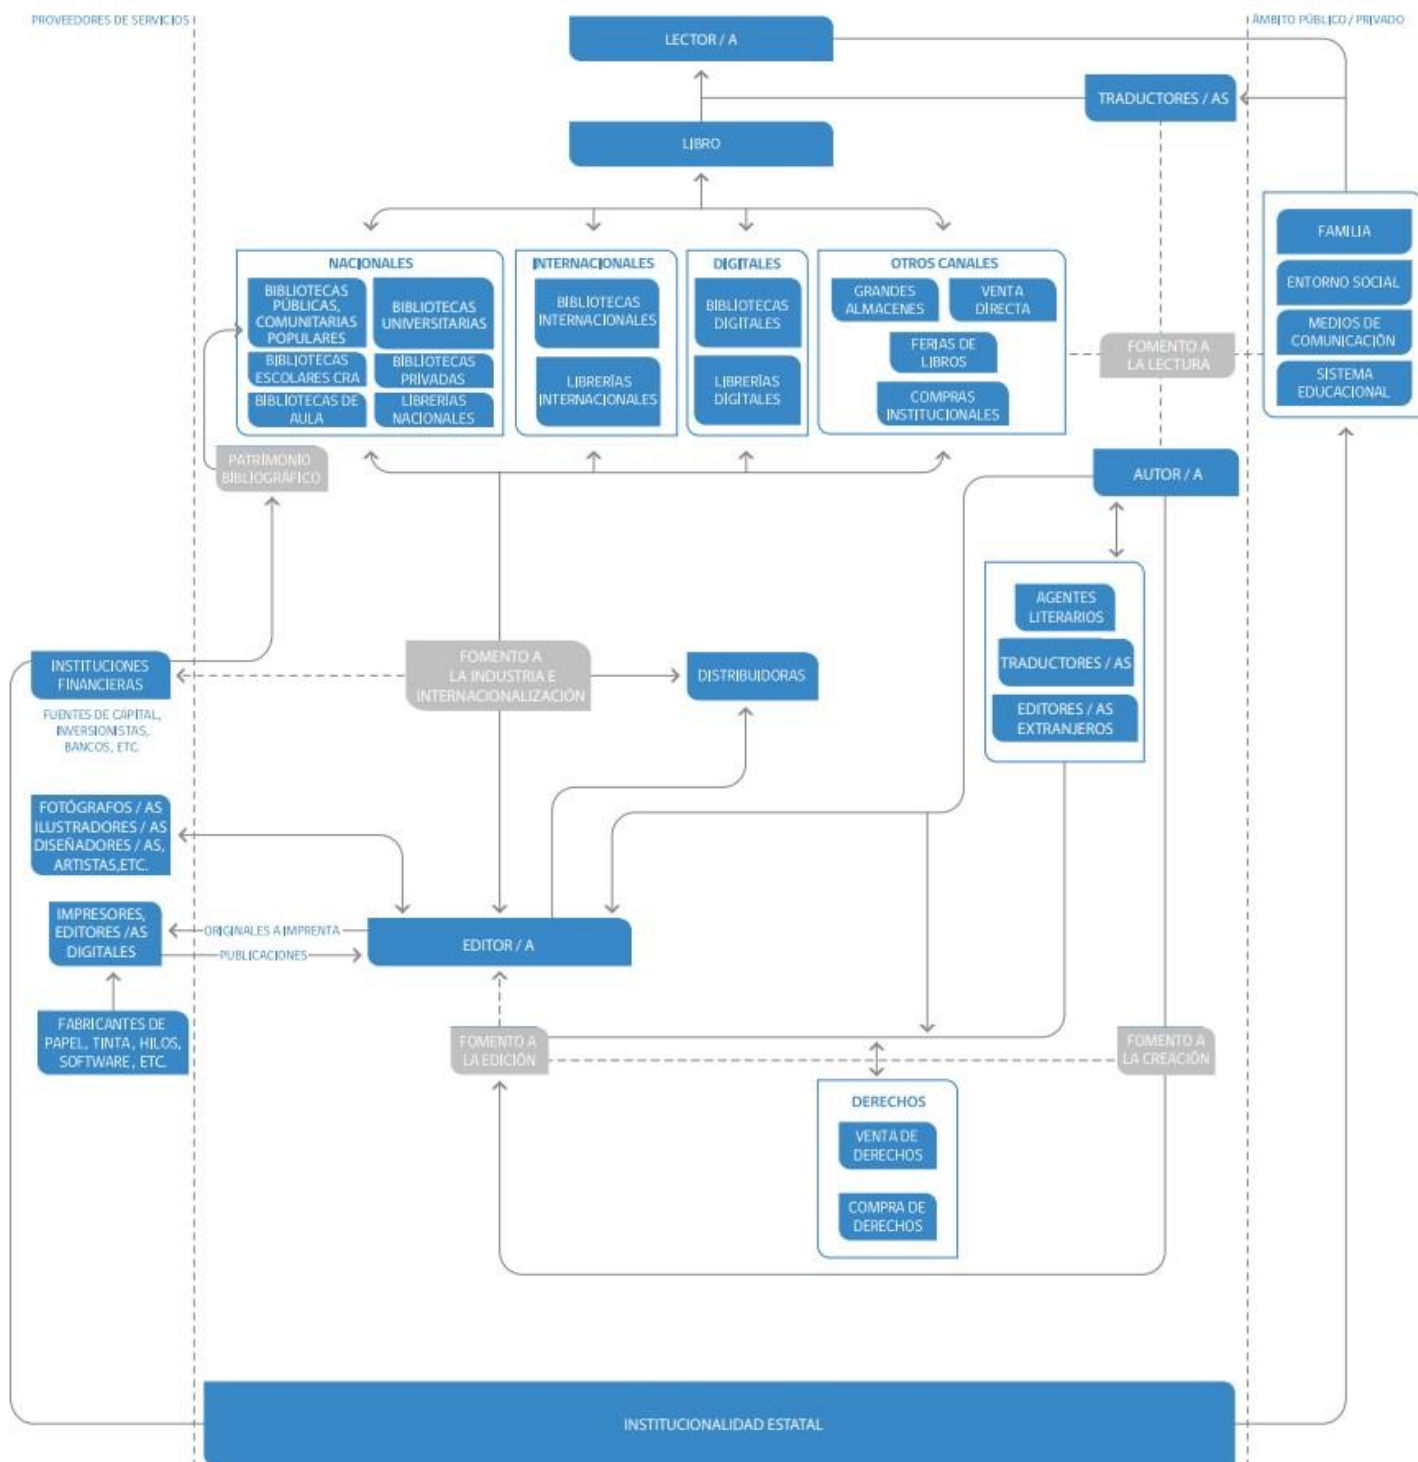 PROVEEDORES DE SERVICIOS
ÁMBITO PÚBLICO / PRIVADO
LECTOR / A
TRADUCTORES / AS
LIBRO
NACIONALES
BIBLIOTECAS
PÚBLICAS,
COMUNITARIAS
POPULARES
BIBLIOTECAS
UNIVERSITARIAS
BIBLIOTECAS
ESCOLARES CRA
BIBLIOTECAS
PRIVADAS
BIBLIOTECAS DE
AULA
LIBRERÍAS
NACIONALES
INTERNACIONALES
BIBLIOTECAS
INTERNACIONALES
LIBRERÍAS
INTERNACIONALES
DIGITALES
BIBLIOTECAS
DIGITALES
LIBRERÍAS
DIGITALES
OTROS CANALES
GRANDES
ALMACENES
VENTA
DIRECTA
FERIAS DE
LIBROS
COMPRAS
INSTITUCIONALES
FOMENTO A
LA LECTURA
FAMILIA
ENTORNO SOCIAL
MEDIOS DE
COMUNICACIÓN
SISTEMA
EDUCACIONAL
PATRIMONIO
BIBLIOGRÁFICO
AUTOR / A
AGENTES
LITERARIOS
TRADUCTORES / AS
EDITORES / AS
EXTRANJEROS
INSTITUCIONES
FINANCIERAS
FUENTES DE CAPITAL,
INVERSIONISTAS,
BANCOS, ETC.
FOMENTO A
LA INDUSTRIA E
INTERNACIONALIZACIÓN
DISTRIBUIDORAS
FOTÓGRAFOS / AS
ILUSTRADORES / AS
DISEÑADORES / AS,
ARTISTAS,ETC.
IMPRESORES,
EDITORES /AS
DIGITALES
ORIGINALES A IMPRENTA
PUBLICACIONES
EDITOR / A
FABRICANTES DE
PAPEL, TINTA, HILOS,
SOFTWARE, ETC.
FOMENTO A
LA EDICIÓN
FOMENTO A
LA CREACIÓN
DERECHOS
VENTA DE
DERECHOS
COMPRA DE
DERECHOS
INSTITUCIONALIDAD ESTATAL